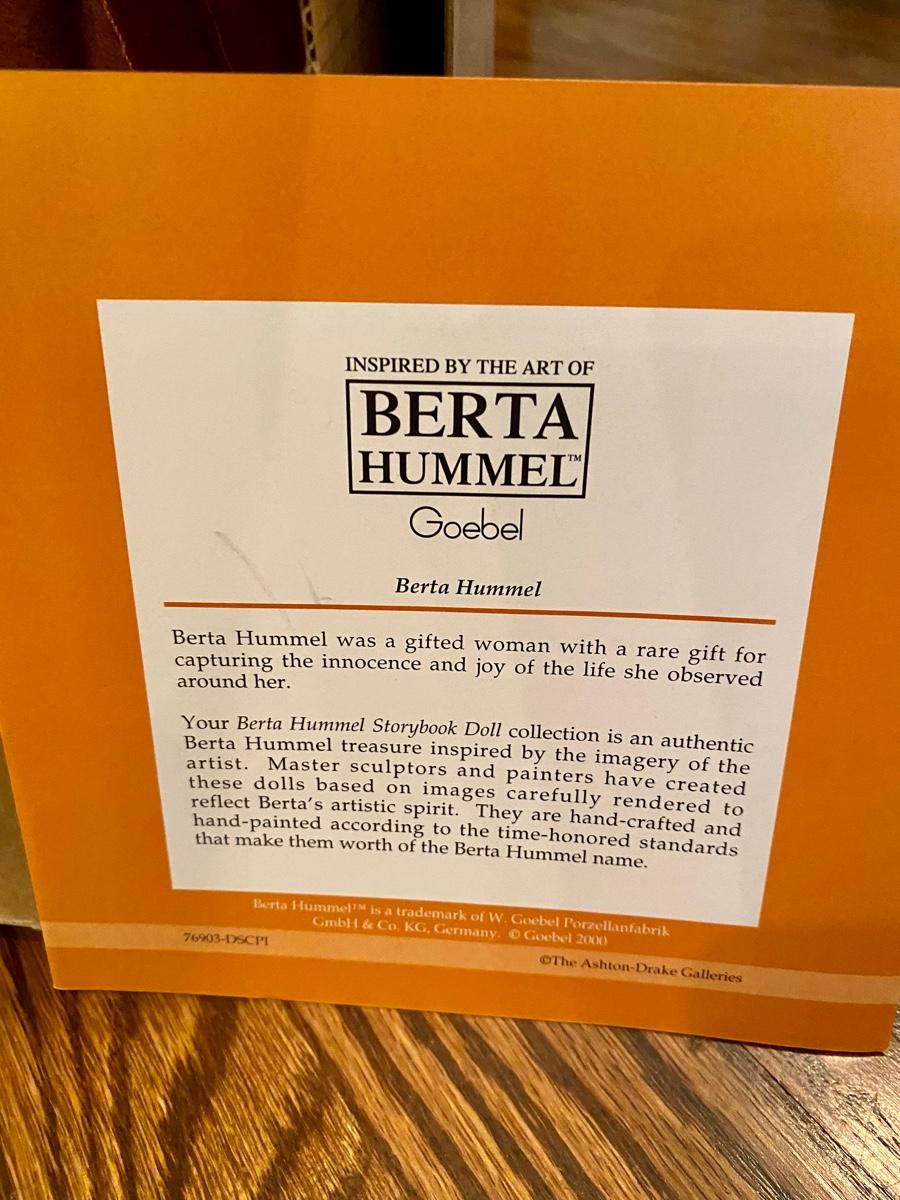 INSPIRED BY THE ART OF
BERTA
HUMMEL™
Goebel
Berta Hummel
Berta Hummel was a gifted woman with a rare gift for
capturing the innocence and joy of the life she observed
around her.
Your Berta Hummel Storybook Doll collection is an authentic
Berta Hummel treasure inspired by the imagery of the
artist. Master sculptors and painters have created
these dolls based on images carefully rendered to
reflect Berta's artistic spirit. They are hand-crafted and
hand-painted according to the time-honored standards
that make them worth of the Berta Hummel name.
Berta Hummel™ is a trademark of W. Goebel Porzellanfabrik
GmbH & Co. KG, Germany. © Goebel 2000
76903-DSCPI
©The Ashton-Drake Galleries